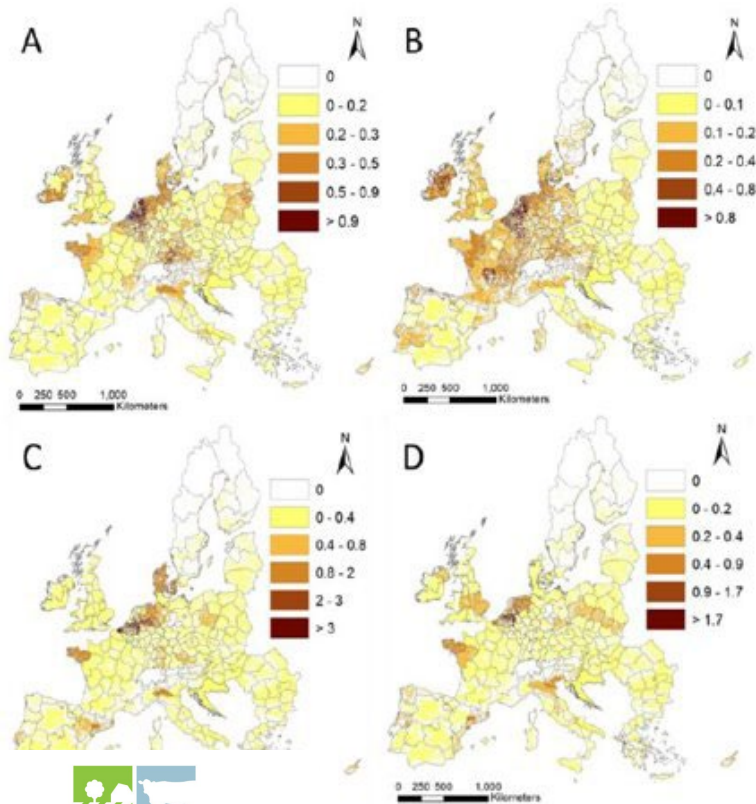 A
N
0
0 - 0.2
0.2 - 0.3
0.3 - 0.5
0.5 - 0.9
> 0.9
0 250 500 1,000
Kilometers
B
N
0
0 - 0.1
0.1 - 0.2
0.2 - 0.4
0.4 - 0.8
> 0.8
0 250 500 1,000
Kilometers
C
N
0
0 - 0.4
0.4 - 0.8
0.8 - 2
2 - 3
> 3
D
N
0
0 - 0.2
0.2 - 0.4
0.4 - 0.9
0.9 - 1.7
> 1.7
0 250 500 1,000
Kilometers